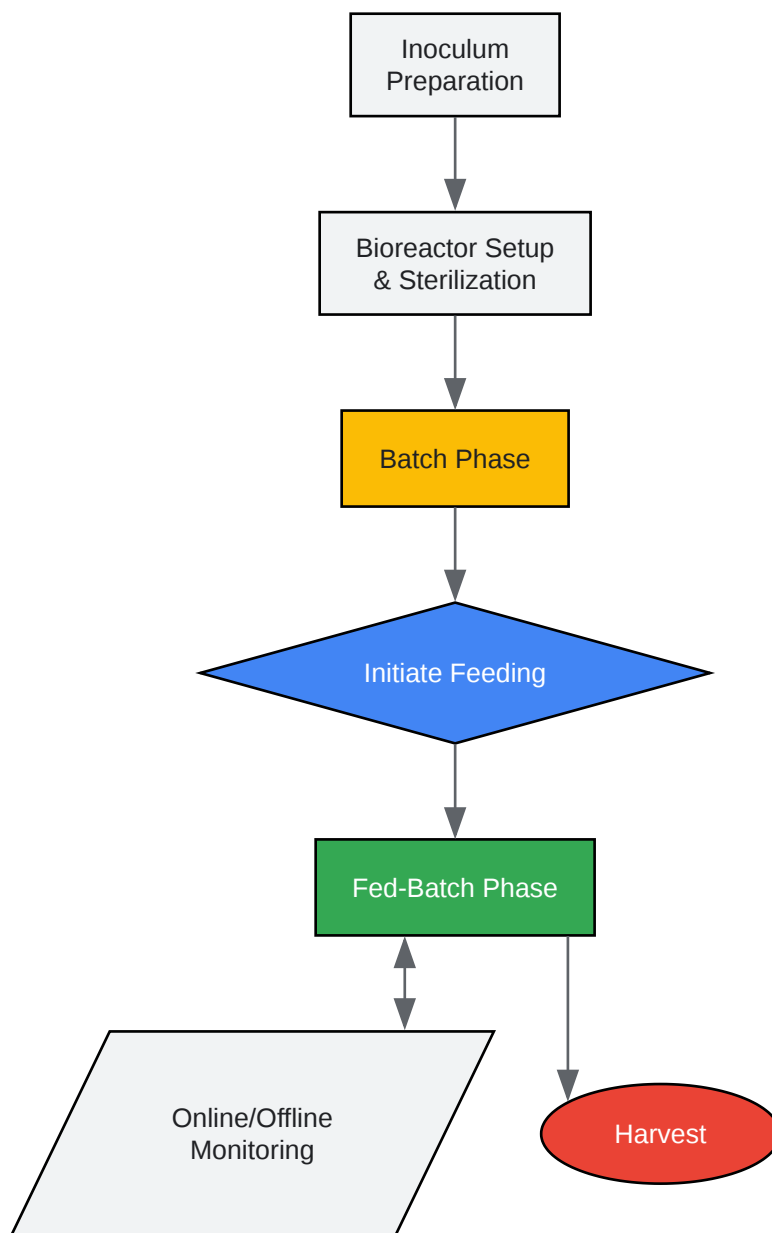 Inoculum
Preparation
Bioreactor Setup
& Sterilization
Batch Phase
Initiate Feeding
Fed-Batch Phase
Online/Offline
Monitoring
Harvest